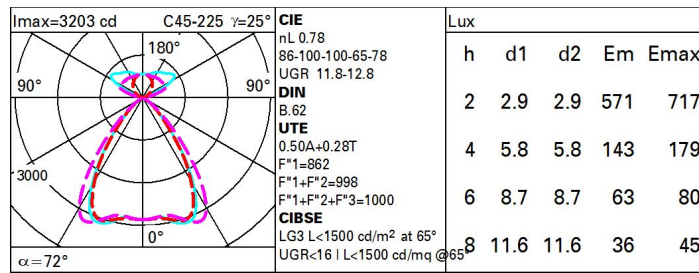 Imax=3203 cd C45-225 γ=25°
180°
90° 90°
3000
0°
α=72°
CIE
nL 0.78
86-100-100-65-78
UGR 11.8-12.8
DIN
B.62
UTE
0.50A+0.28T
F"1=862
F"1+F"2=998
F"1+F"2+F"3=1000
CIBSE
LG3 L<1500 cd/m² at 65°
UGR<16 | L<1500 cd/mq @65°
Lux
h d1 d2 Em Emax
2 2.9 2.9 571 717
4 5.8 5.8 143 179
6 8.7 8.7 63 80
8 11.6 11.6 36 45